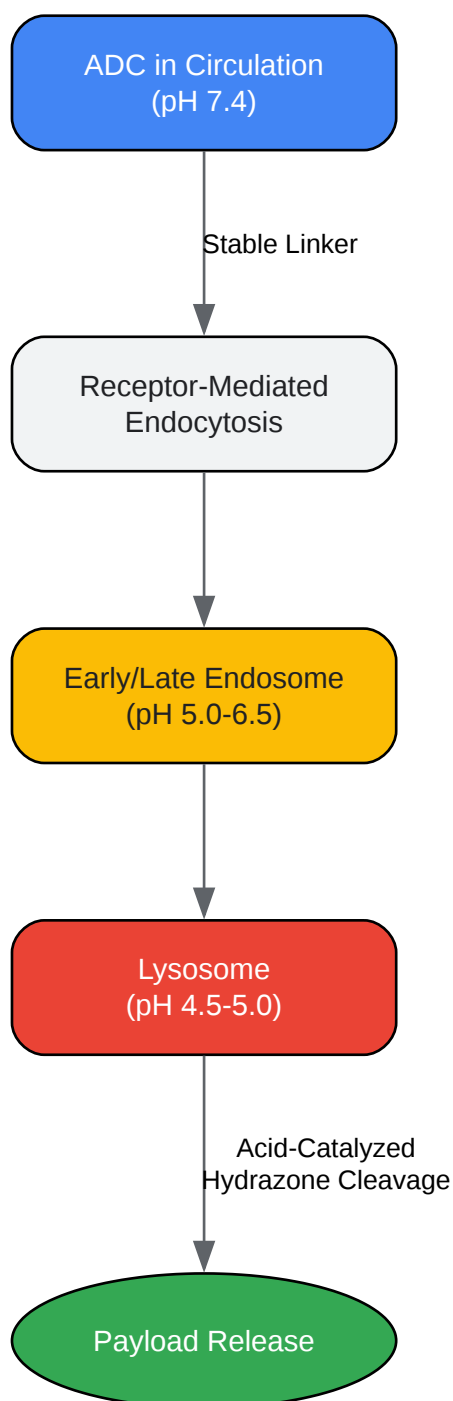 ADC in Circulation
(pH 7.4)
Stable Linker
Receptor-Mediated
Endocytosis
Early/Late Endosome
(pH 5.0-6.5)
Lysosome
(pH 4.5-5.0)
Acid-Catalyzed
Hydrazone Cleavage
Payload Release